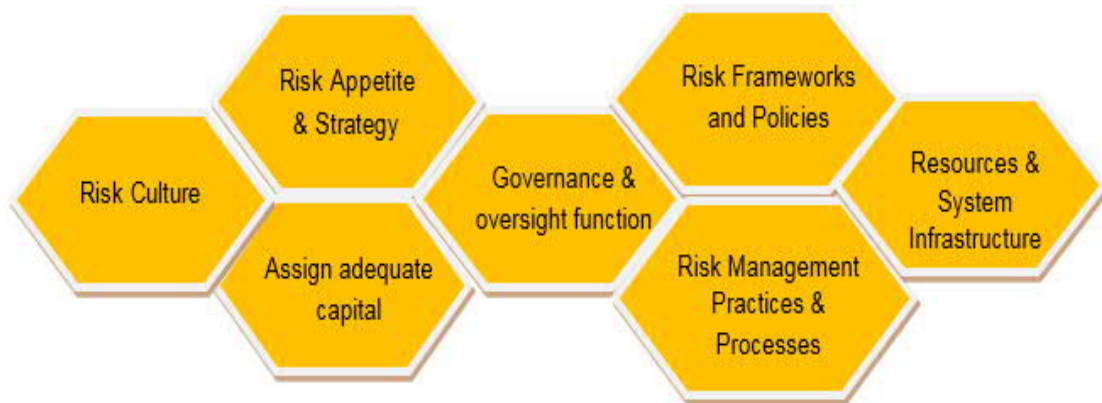 Risk Culture
Risk Appetite
& Strategy
Assign adequate
capital
Governance &
oversight function
Risk Frameworks
and Policies
Risk Management
Practices &
Processes
Resources &
System
Infrastructure